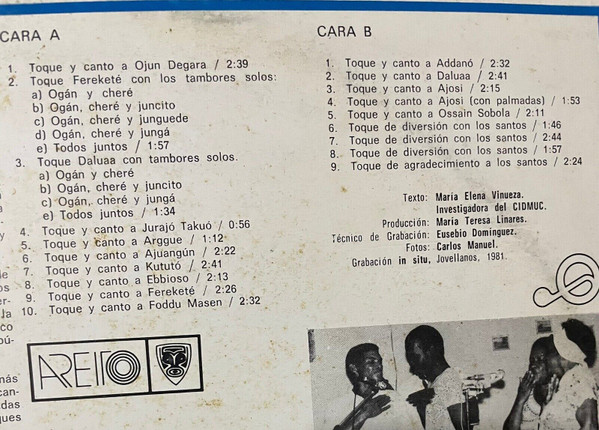 CARA A
1. Toque y canto a Ojun Degara / 2:39
2. Toque Fereketé con los tambores solos:
a) Ogán y cheré
b) Ogán, cheré y juncito
c) Ogán, cheré y junguede
d) Ogán, cheré y jungá
e) Todos juntos / 1:57
3. Toque Daluaa con tambores solos.
a) Ogán y cheré
b) Ogán, cheré y juncito
c) Ogán, cheré y jungá
e) Todos juntos / 1:34
4. Toque y canto a Jurajó Takuó / 0:56
5. Toque y canto a Arggue / 1:12
6. Toque y canto a Ajuangún / 2:22
7. Toque y canto a Kututó / 2:41
8. Toque y canto a Ebbioso / 2:13
9. Toque y canto a Fereketé / 2:26
10. Toque y canto a Foddu Masen / 2:32
CARA B
1. Toque y canto a Addanó / 2:32
2. Toque y canto a Daluaa / 2:41
3. Toque y canto a Ajosi / 2:15
4. Toque y canto a Ajosi (con palmadas) / 1:53
5. Toque y canto a Ossaín Sobola / 2:11
6. Toque de diversión con los santos / 1:46
7. Toque de diversión con los santos / 2:44
8. Toque de diversión con los santos / 1:57
9. Toque de agradecimiento a los santos / 2:24
Texto: María Elena Vinueza.
Investigadora del CIDMUC.
Producción: María Teresa Linares.
Técnico de Grabación: Eusebio Domínguez.
Fotos: Carlos Manuel.
Grabación in situ, Jovellanos, 1981.
AREITO